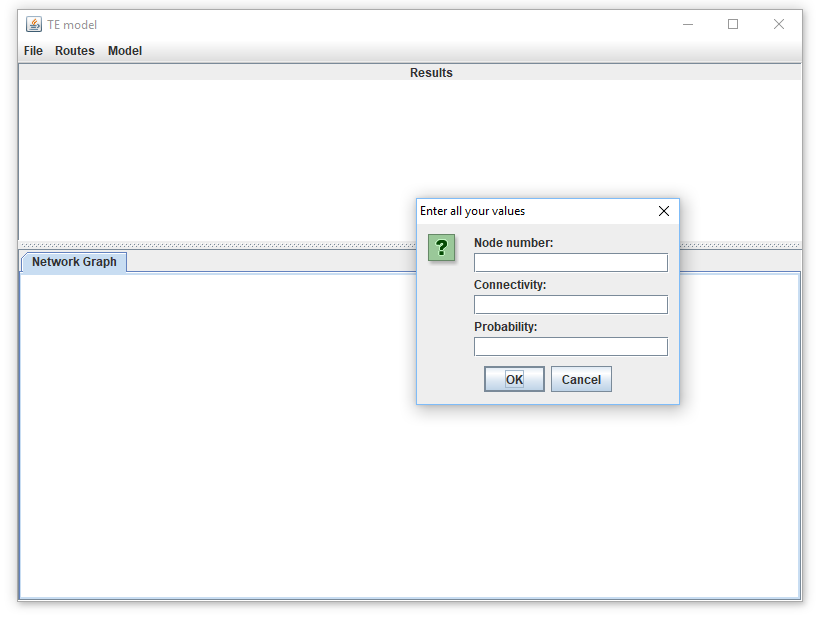 TE model
File Routes Model
Results
Enter all your values
?
Node number:
Connectivity:
Probability:
OK Cancel
Network Graph